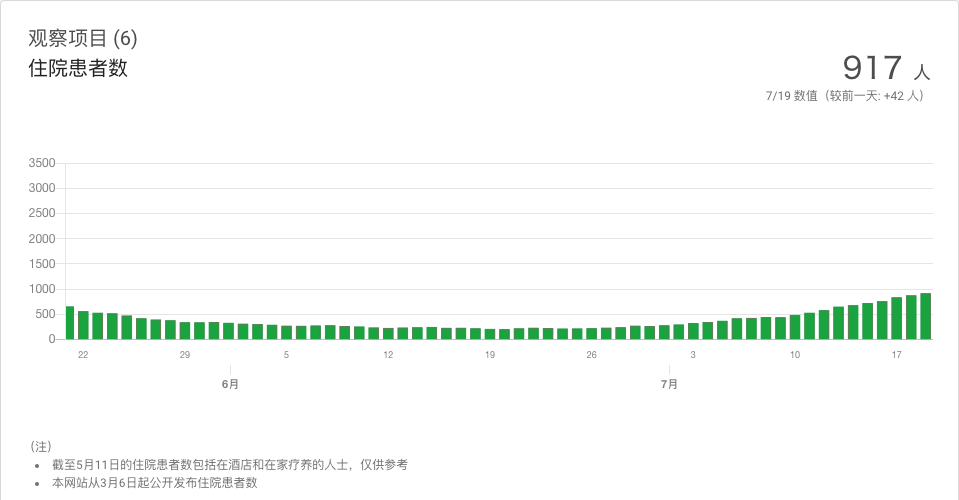 观察项目 (6)
住院患者数
917 人
7/19 数值（较前一天: +42 人）
3500
3000
2500
2000
1500
1000
500
0
22 29 5 12 19 26 3 10 17
6月 7月
（注）
• 截至5月11日的住院患者数包括在酒店和在家疗养的人士，仅供参考
• 本网站从3月6日起公开发布住院患者数